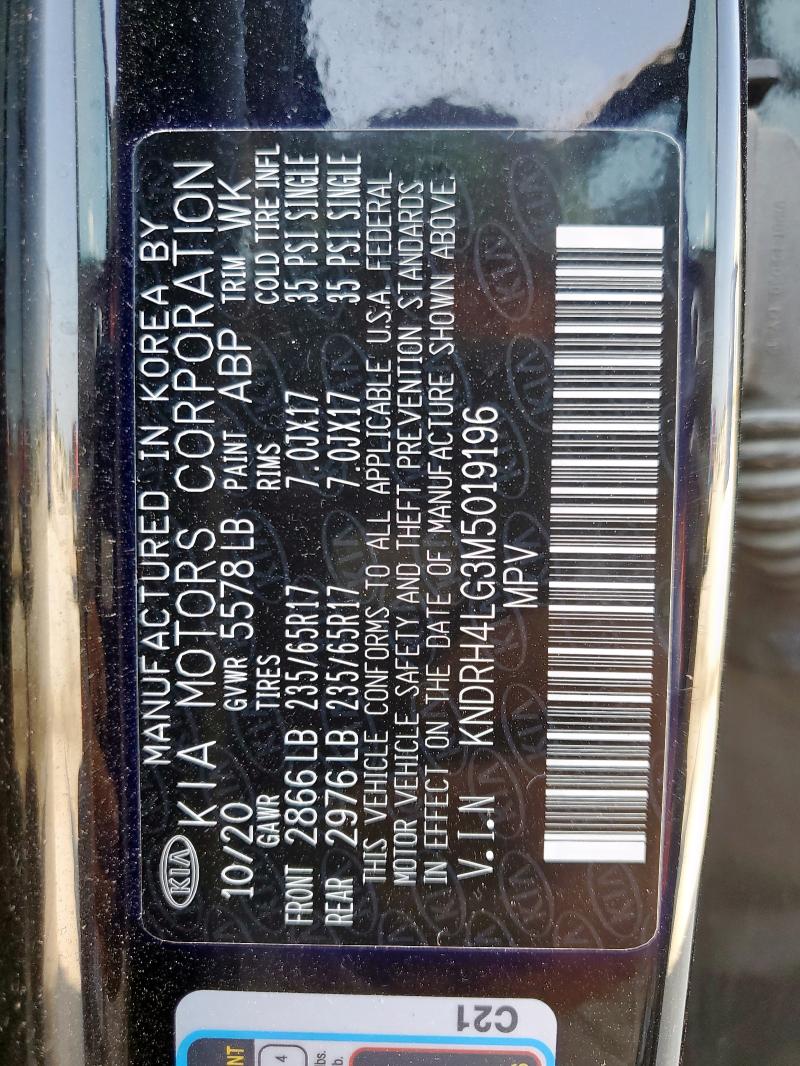 MANUFACTURED IN KOREA BY
KIA KIA MOTORS CORPORATION
10/20 GVWR 5578 LB PAINT ABP TRIM WK
GAWR TIRES RIMS COLD TIRE INFL
FRONT 2866 LB 235/65R17 7.0JX17 35 PSI SINGLE
REAR 2976 LB 235/65R17 7.0JX17 35 PSI SINGLE
THIS VEHICLE CONFORMS TO ALL APPLICABLE U.S.A. FEDERAL
MOTOR VEHICLE SAFETY AND THEFT PREVENTION STANDARDS
IN EFFECT ON THE DATE OF MANUFACTURE SHOWN ABOVE.
V.I.N KNDRH4LG3M5019196
MPV
C21
4